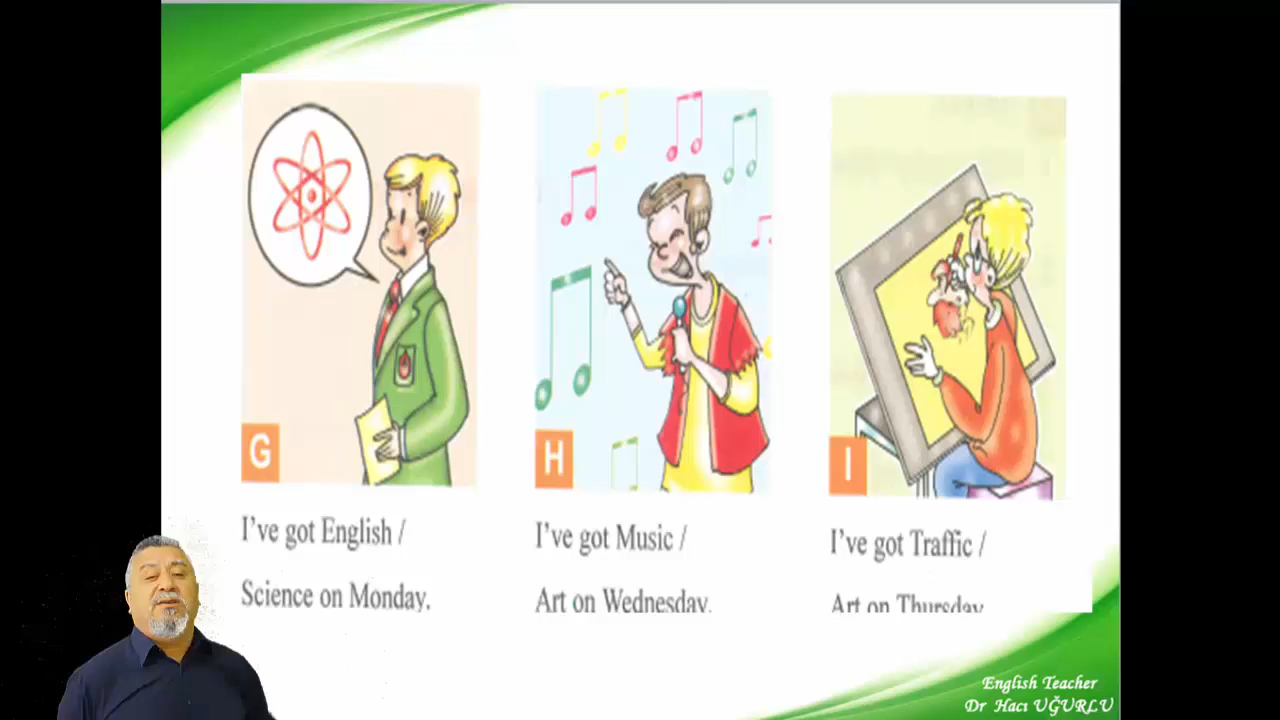 G
H
I
I've got English /
Science on Monday.
I've got Music /
Art on Wednesday.
I've got Traffic /
Art on Thursday
English Teacher
Dr Hacı UĞURLU